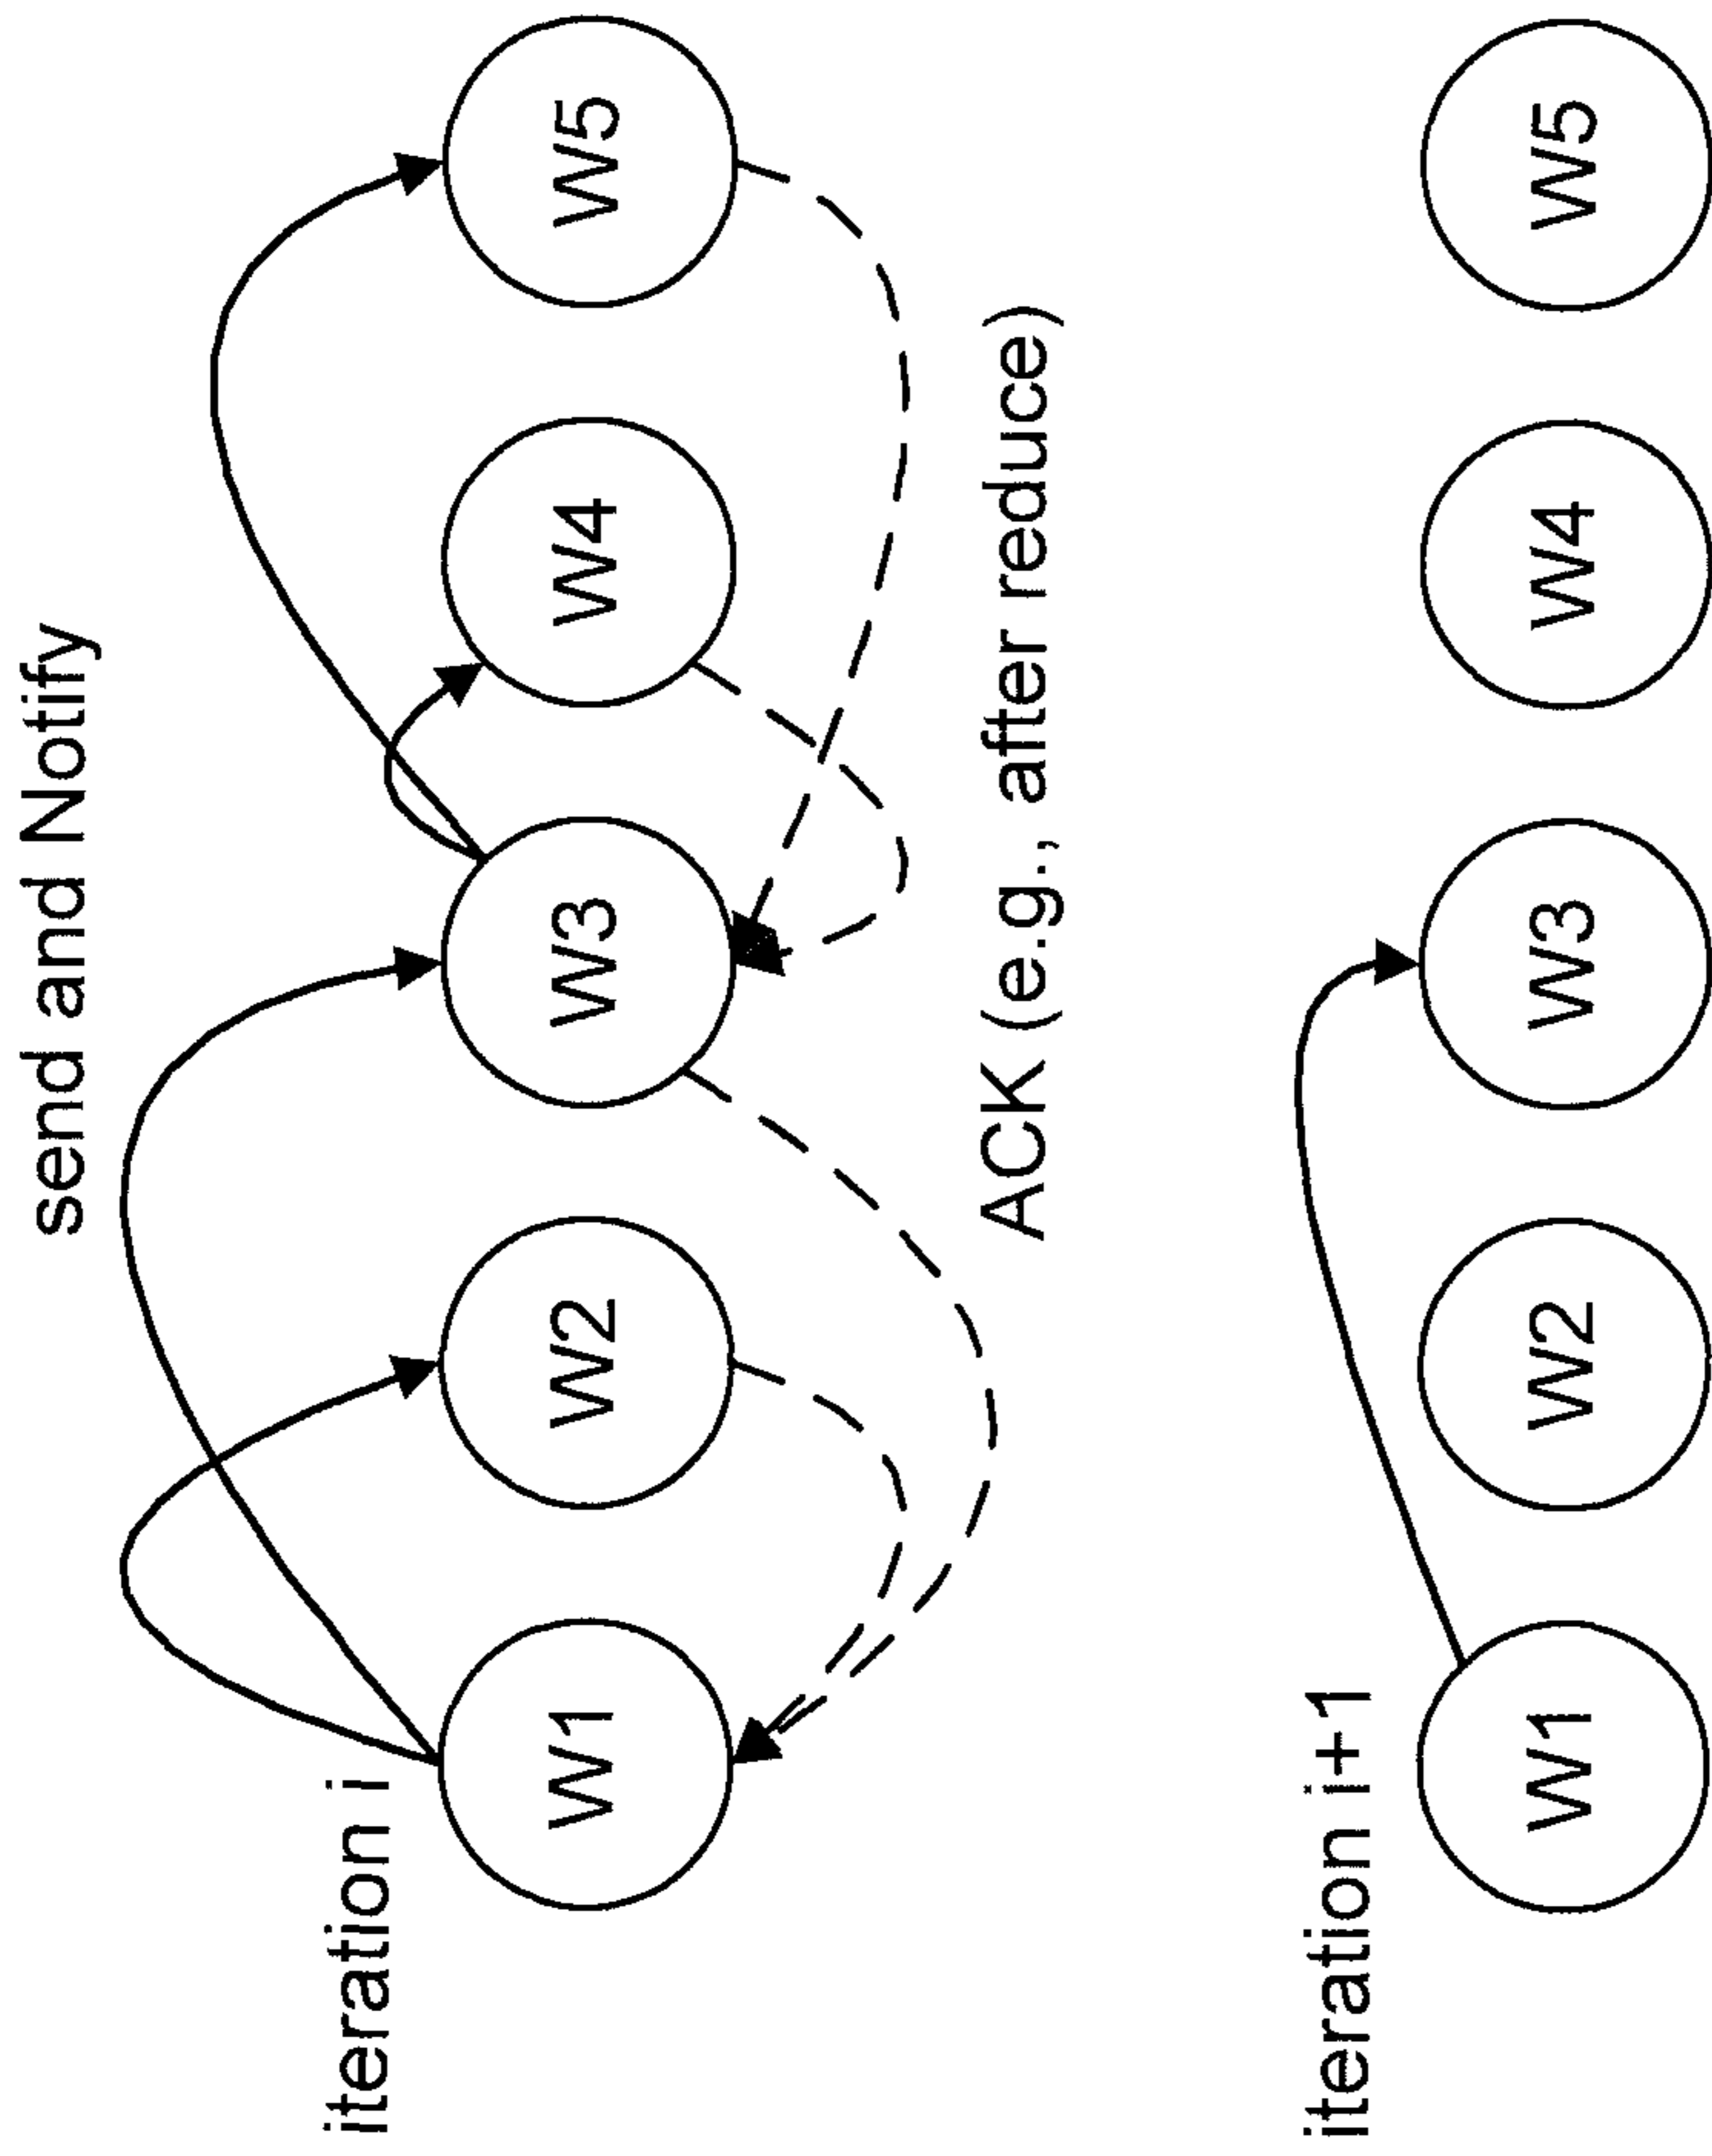 send and Notify
iteration i
W1
W2
W3
W4
W5
ACK (e.g., after reduce)
iteration i+1
W1
W2
W3
W4
W5